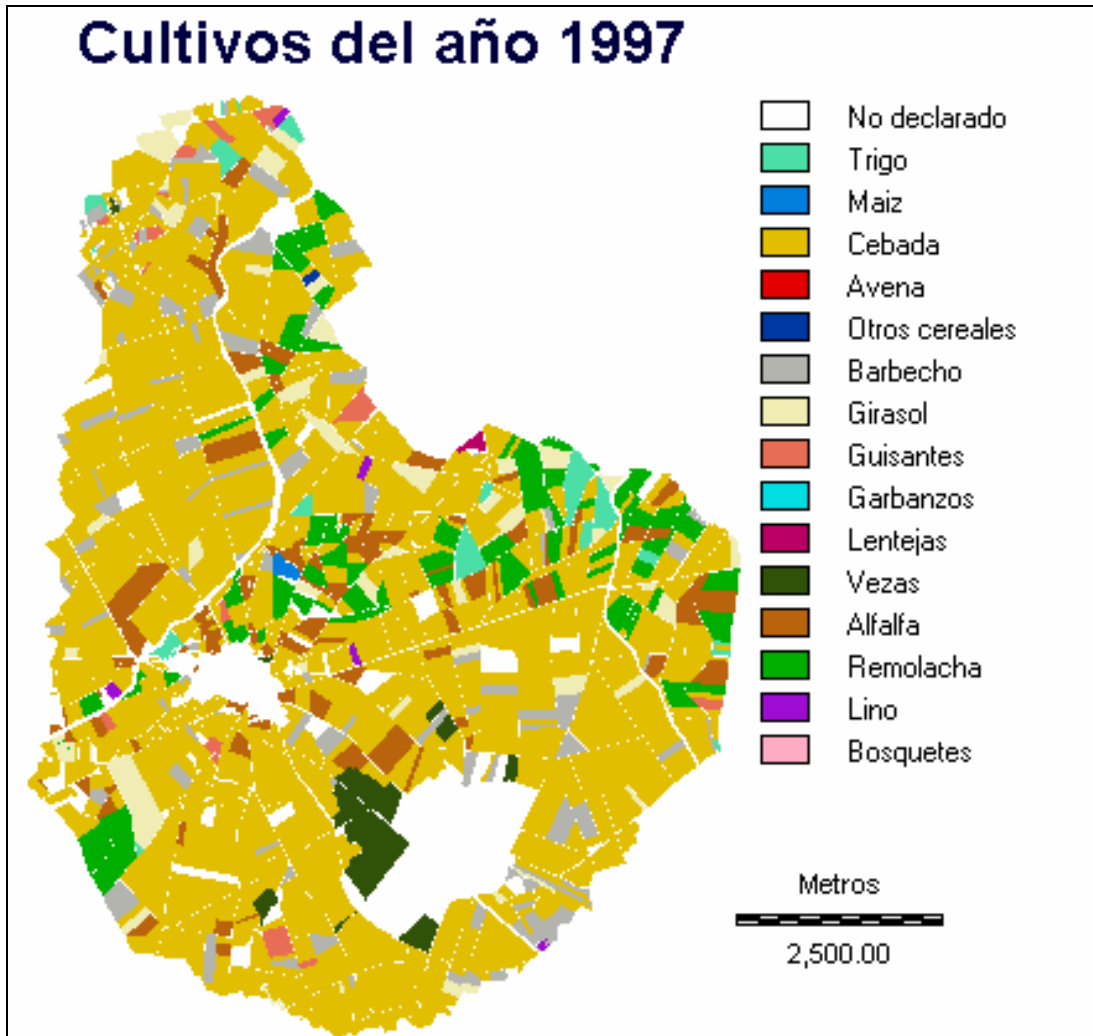 Cultivos del año 1997
No declarado
Trigo
Maiz
Cebada
Avena
Otros cereales
Barbecho
Girasol
Guisantes
Garbanzos
Lentejas
Vezas
Alfalfa
Remolacha
Lino
Bosquetes
Metros
2,500.00